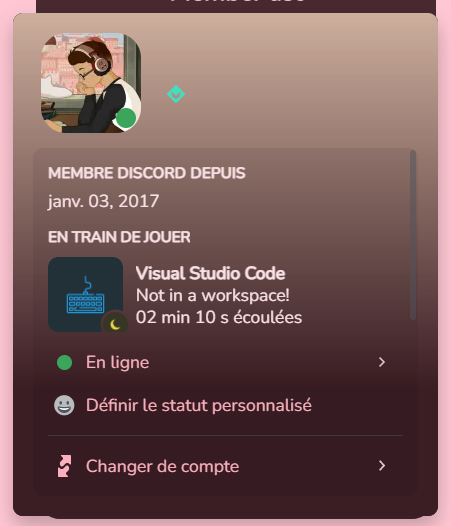 MEMBRE DISCORD DEPUIS
janv. 03, 2017
EN TRAIN DE JOUER
Visual Studio Code
Not in a workspace!
02 min 10 s écoulées
En ligne
Définir le statut personnalisé
Changer de compte